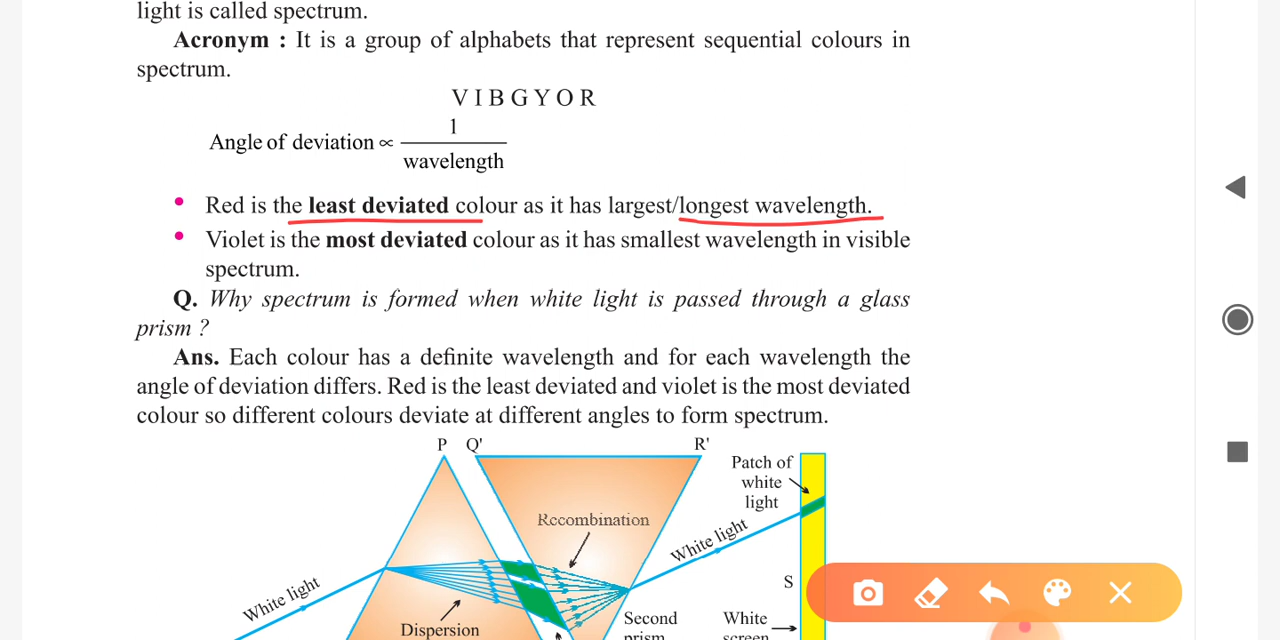 light is called spectrum.
Acronym : It is a group of alphabets that represent sequential colours in
spectrum.
V I B G Y O R
Angle of deviation ∝ 1
wavelength
• Red is the least deviated colour as it has largest/longest wavelength.
• Violet is the most deviated colour as it has smallest wavelength in visible
spectrum.
Q. Why spectrum is formed when white light is passed through a glass
prism ?
Ans. Each colour has a definite wavelength and for each wavelength the
angle of deviation differs. Red is the least deviated and violet is the most deviated
colour so different colours deviate at different angles to form spectrum.
P Q' R'
Patch of
white
light
Recombination
White light
White light
S
Dispersion
Second
prism
White
screen